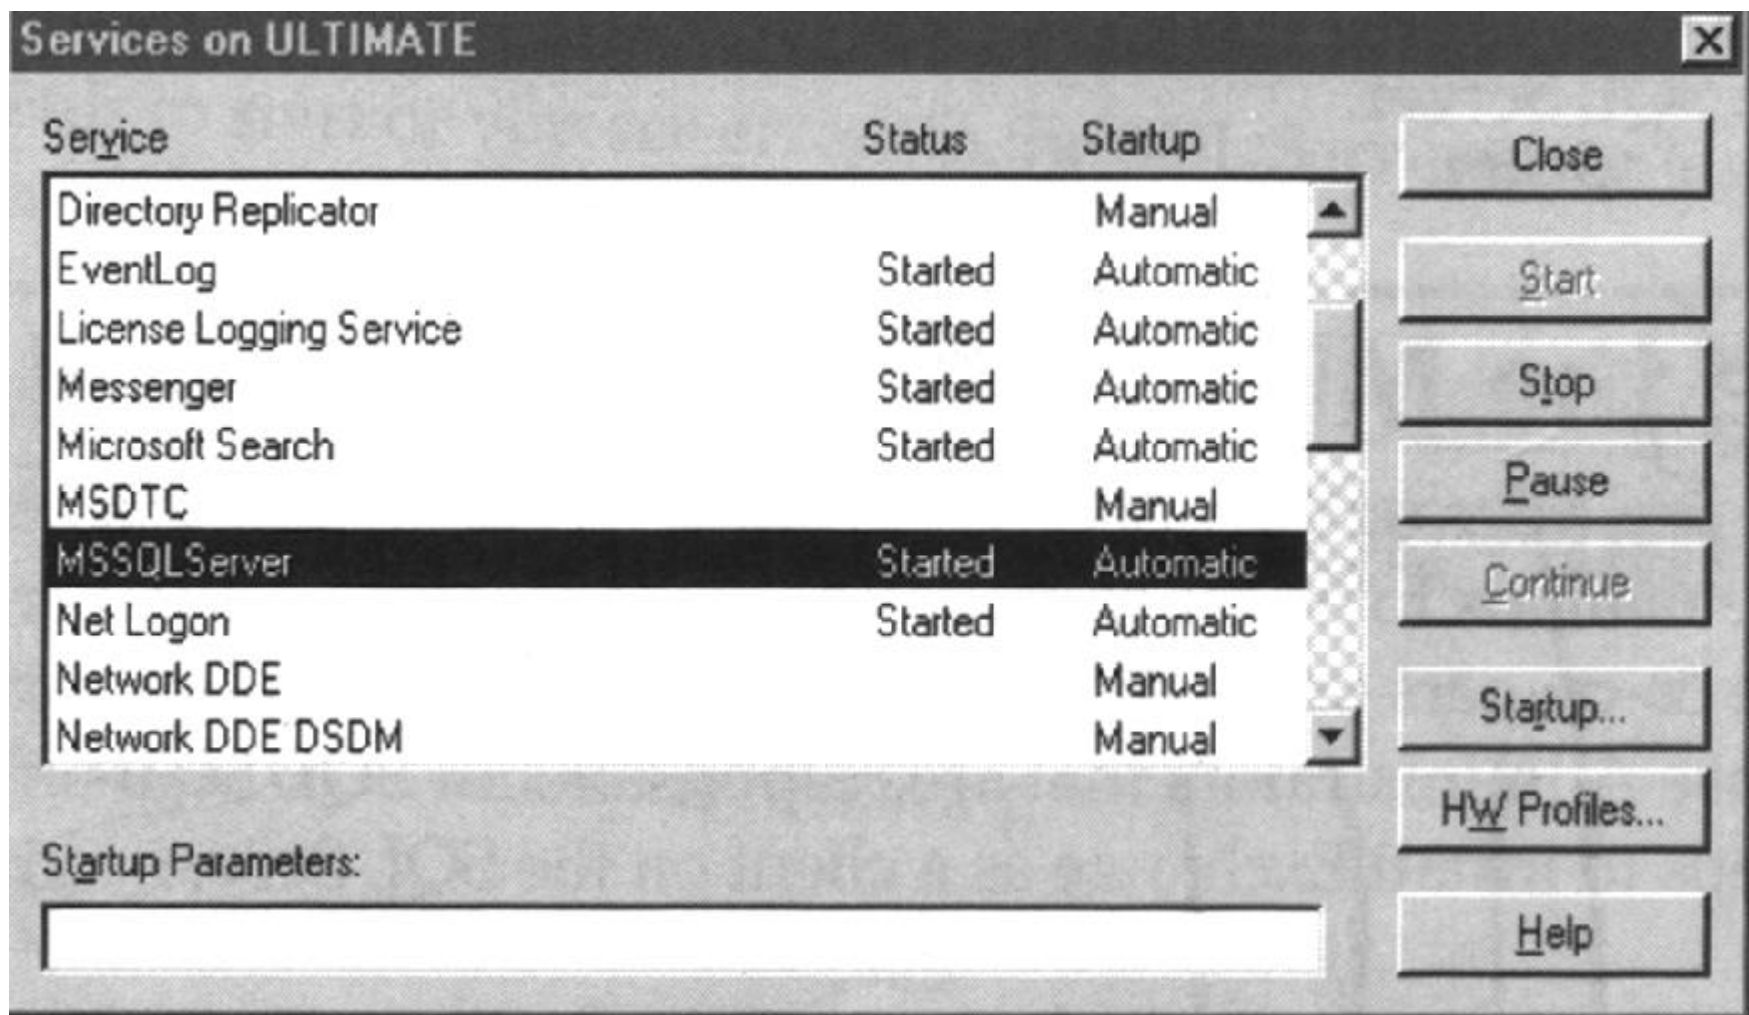 Services on ULTIMATE
Service Status Startup
Directory Replicator Manual
EventLog Started Automatic
License Logging Service Started Automatic
Messenger Started Automatic
Microsoft Search Started Automatic
MSDTC Manual
MSSQLServer Started Automatic
Net Logon Started Automatic
Network DDE Manual
Network DDE DSDM Manual
Startup Parameters:
Close
Start
Stop
Pause
Continue
Startup...
HW Profiles...
Help